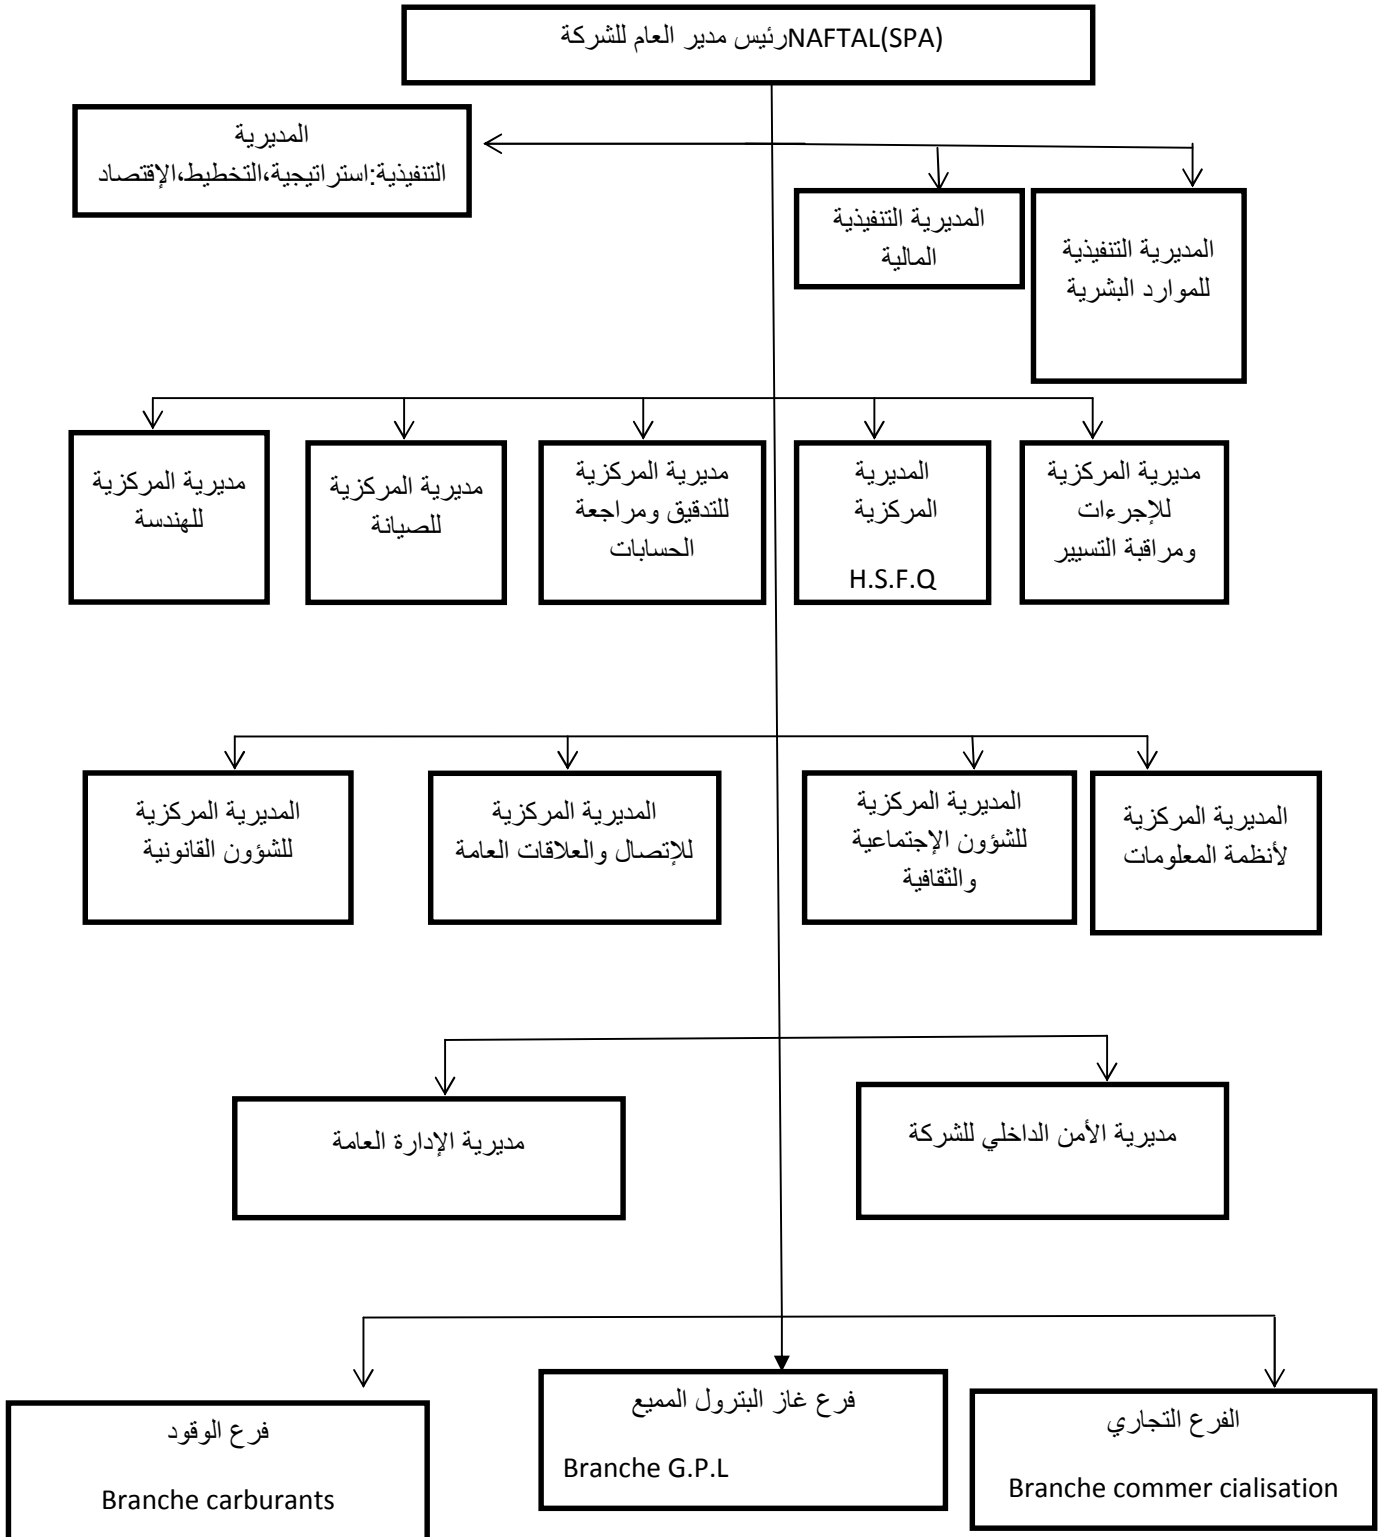 رئيس مدير العام للشركةNAFTAL(SPA)
المديرية
التنفيذية:استراتيجية،التخطيط،الإقتصاد
المديرية التنفيذية
المالية
المديرية التنفيذية
للموارد البشرية
مديرية المركزية
للإجرءات
ومراقبة التسيير
المديرية
المركزية
H.S.F.Q
مديرية المركزية
للتدقيق ومراجعة
الحسابات
مديرية المركزية
للصيانة
مديرية المركزية
للهندسة
المديرية المركزية
لأنظمة المعلومات
المديرية المركزية
للشؤون الإجتماعية
والثقافية
المديرية المركزية
للإتصال والعلاقات العامة
المديرية المركزية
للشؤون القانونية
مديرية الأمن الداخلي للشركة
مديرية الإدارة العامة
الفرع التجاري
Branche commer cialisation
فرع غاز البترول المميع
Branche G.P.L
فرع الوقود
Branche carburants